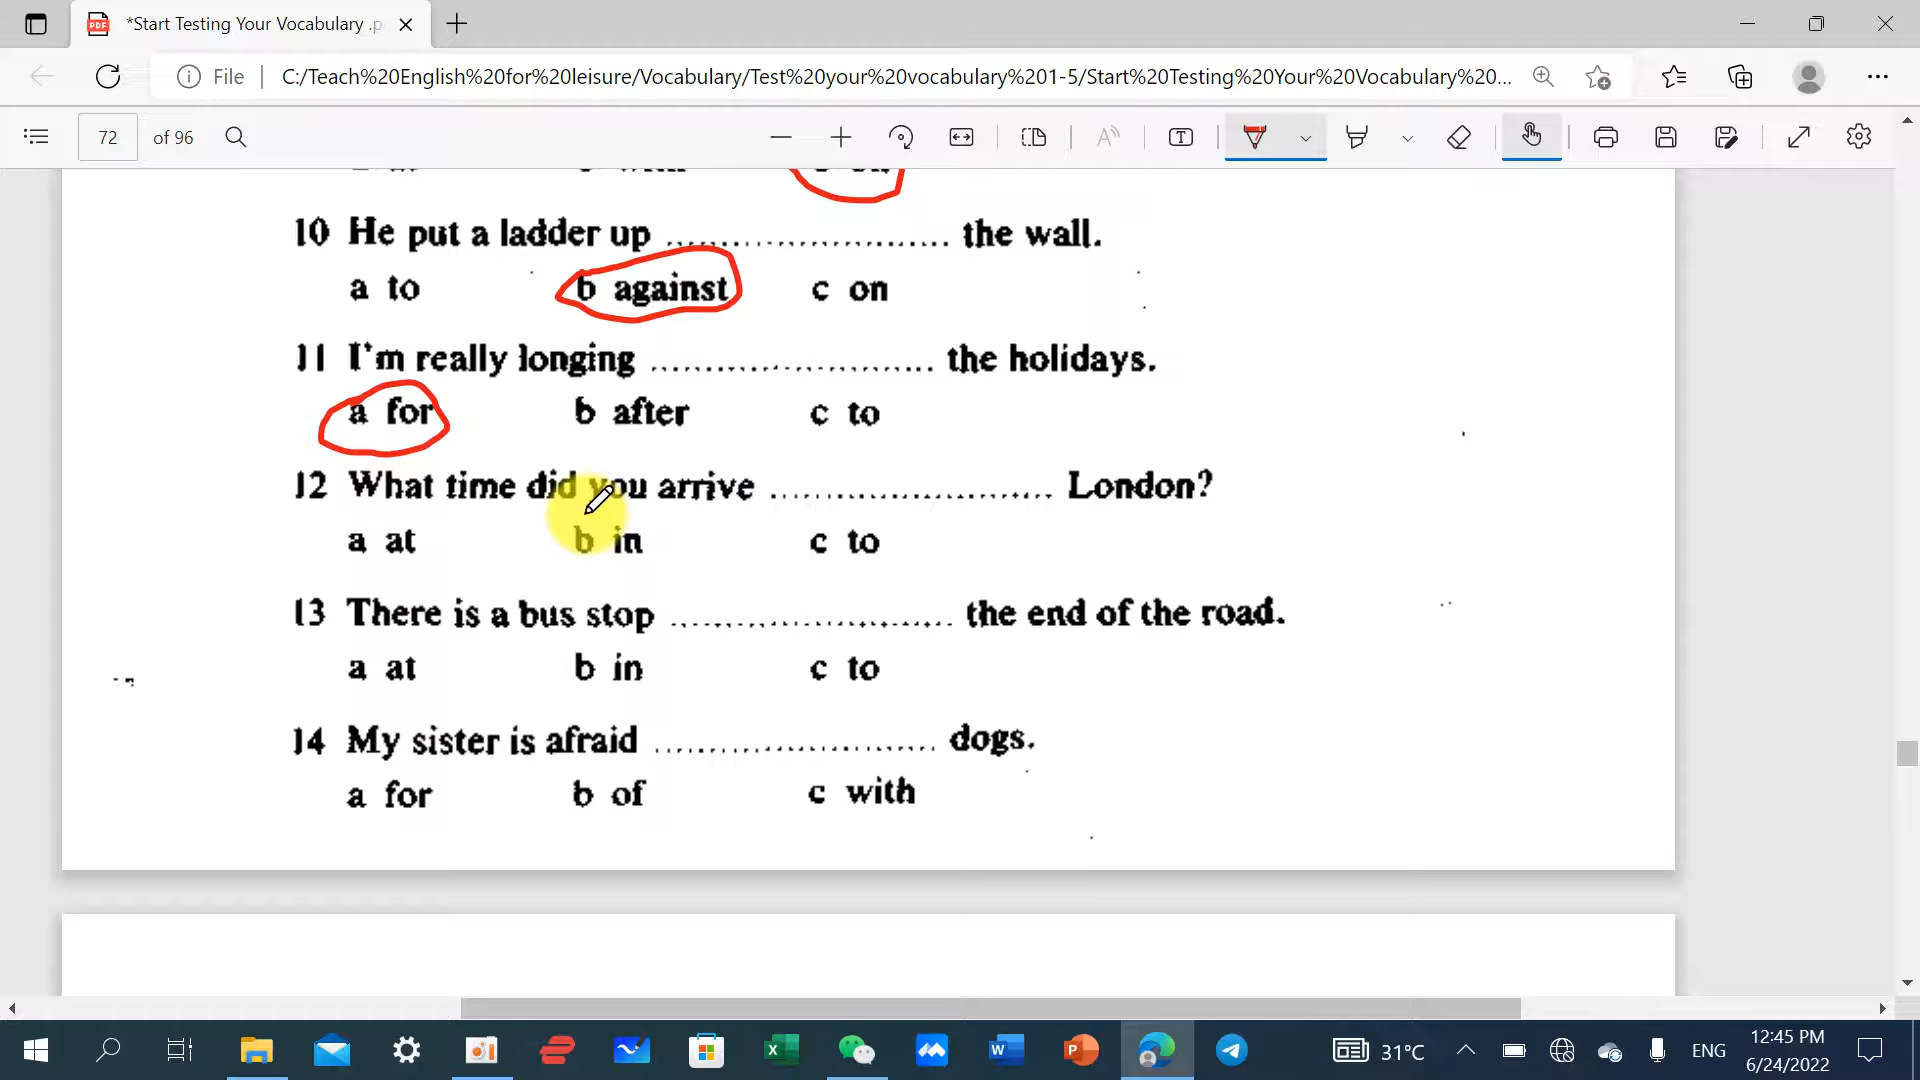 *Start Testing Your Vocabulary .p
File
C:/Teach%20English%20for%20leisure/Vocabulary/Test%20your%20vocabulary%201-5/Start%20Testing%20Your%20Vocabulary%20...
72 of 96
10 He put a ladder up ........................ the wall.
a to b against c on
11 I'm really longing ........................ the holidays.
a for b after c to
12 What time did you arrive ........................ London?
a at b in c to
13 There is a bus stop ........................ the end of the road.
a at b in c to
14 My sister is afraid ........................ dogs.
a for b of c with
31°C
ENG
12:45 PM
6/24/2022